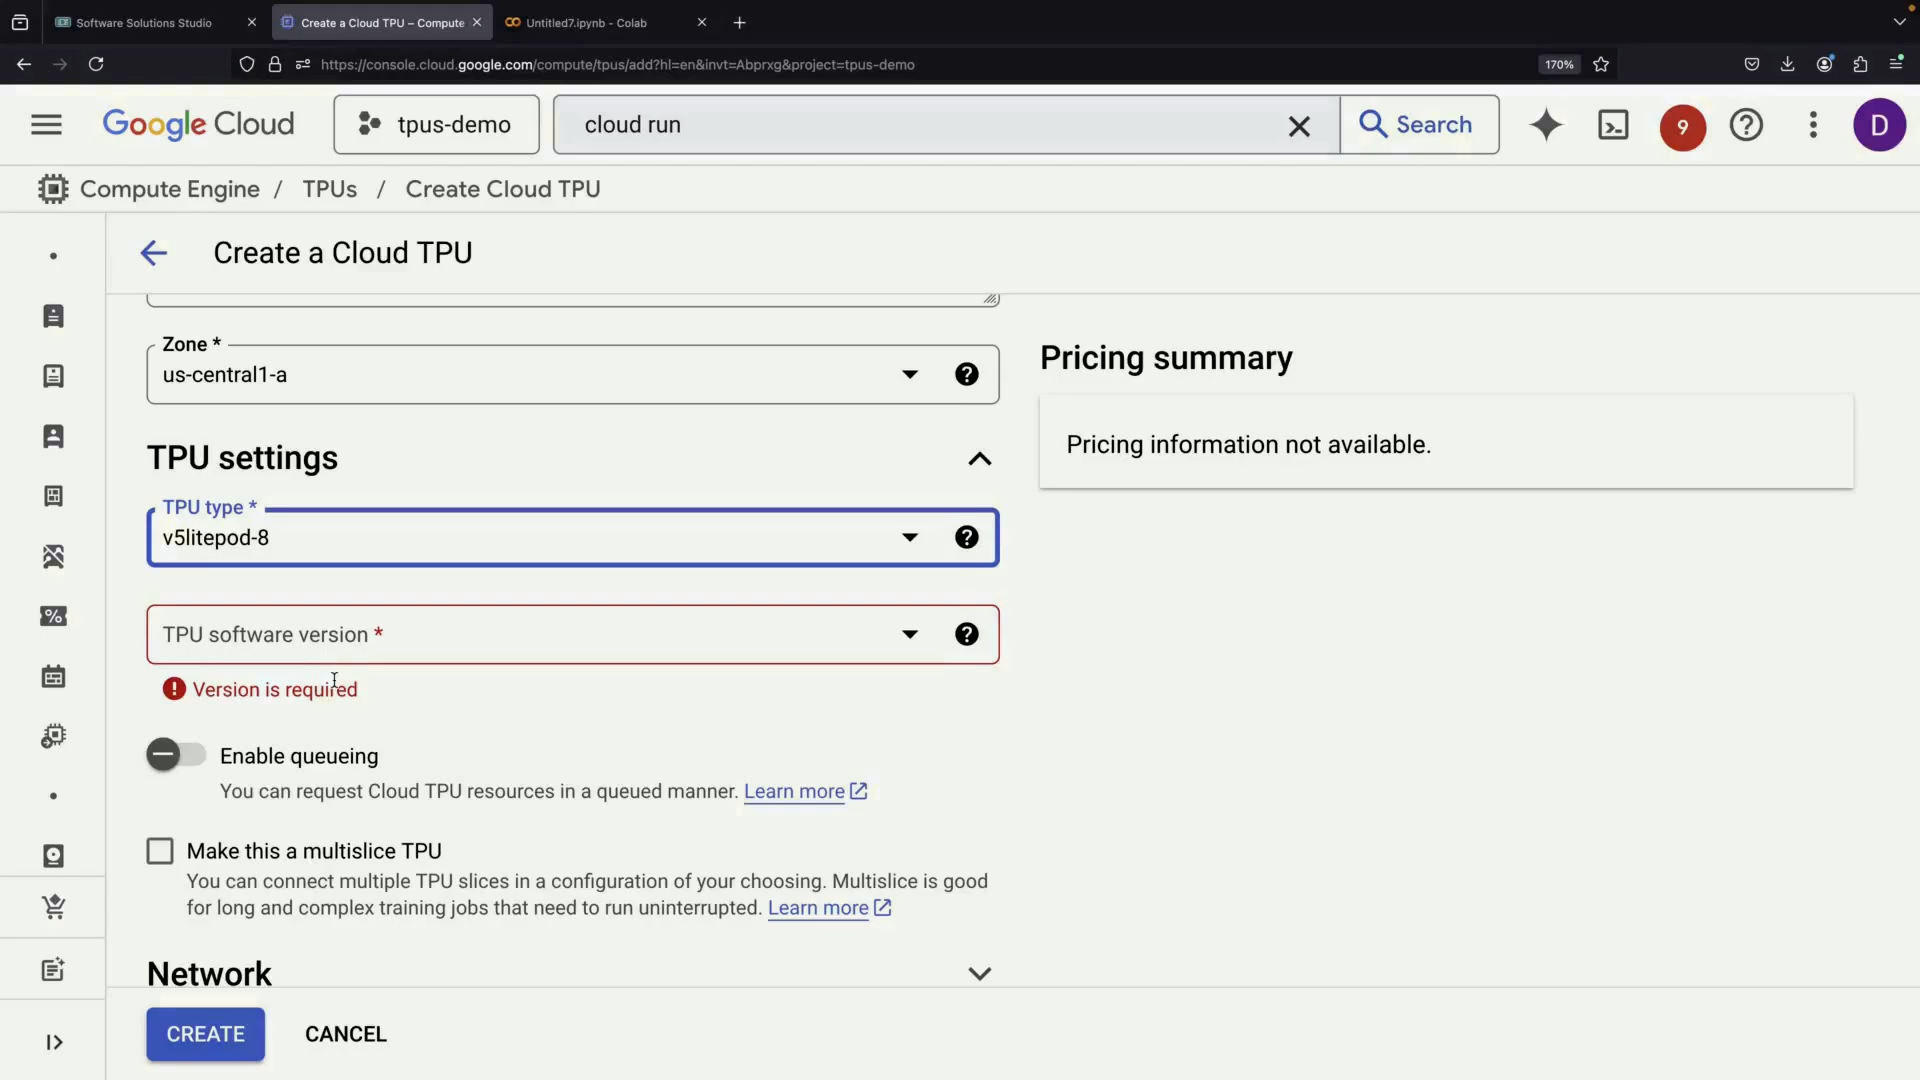 Software Solutions Studio
Create a Cloud TPU – Compute
Untitled7.ipynb - Colab
https://console.cloud.google.com/compute/tpus/add?hl=en&invt=Abprxg&project=tpus-demo
170%
Google Cloud
tpus-demo
cloud run
Search
9
D
Compute Engine / TPUs / Create Cloud TPU
Create a Cloud TPU
Zone *
us-central1-a
Pricing summary
Pricing information not available.
TPU settings
TPU type *
v5litepod-8
TPU software version *
Version is required
Enable queueing
You can request Cloud TPU resources in a queued manner. Learn more
Make this a multislice TPU
You can connect multiple TPU slices in a configuration of your choosing. Multislice is good
for long and complex training jobs that need to run uninterrupted. Learn more
Network
CREATE
CANCEL